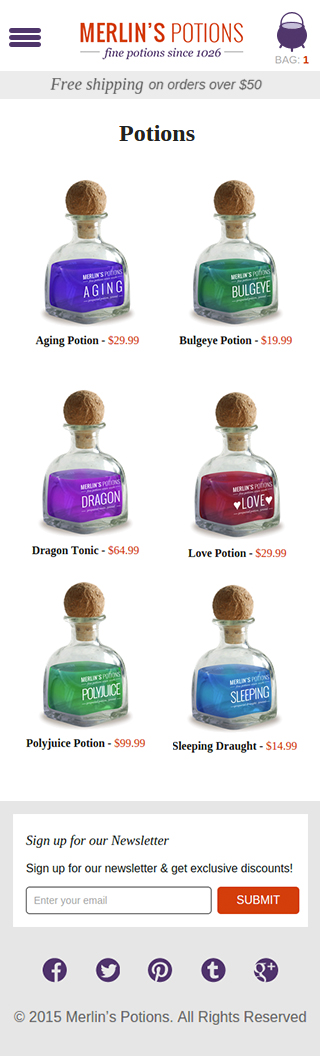 MERLIN'S POTIONS
fine potions since 1026
BAG: 1
Free shipping on orders over $50
Potions
MERLIN'S POTIONS
AGING
MERLIN'S POTIONS
BULGEYE
Aging Potion - $29.99
Bulgeye Potion - $19.99
MERLIN'S POTIONS
DRAGON
MERLIN'S POTIONS
♥LOVE♥
Dragon Tonic - $64.99
Love Potion - $29.99
MERLIN'S POTIONS
POLYJUICE
MERLIN'S POTIONS
SLEEPING
Polyjuice Potion - $99.99
Sleeping Draught - $14.99
Sign up for our Newsletter
Sign up for our newsletter & get exclusive discounts!
Enter your email
SUBMIT
© 2015 Merlin's Potions. All Rights Reserved